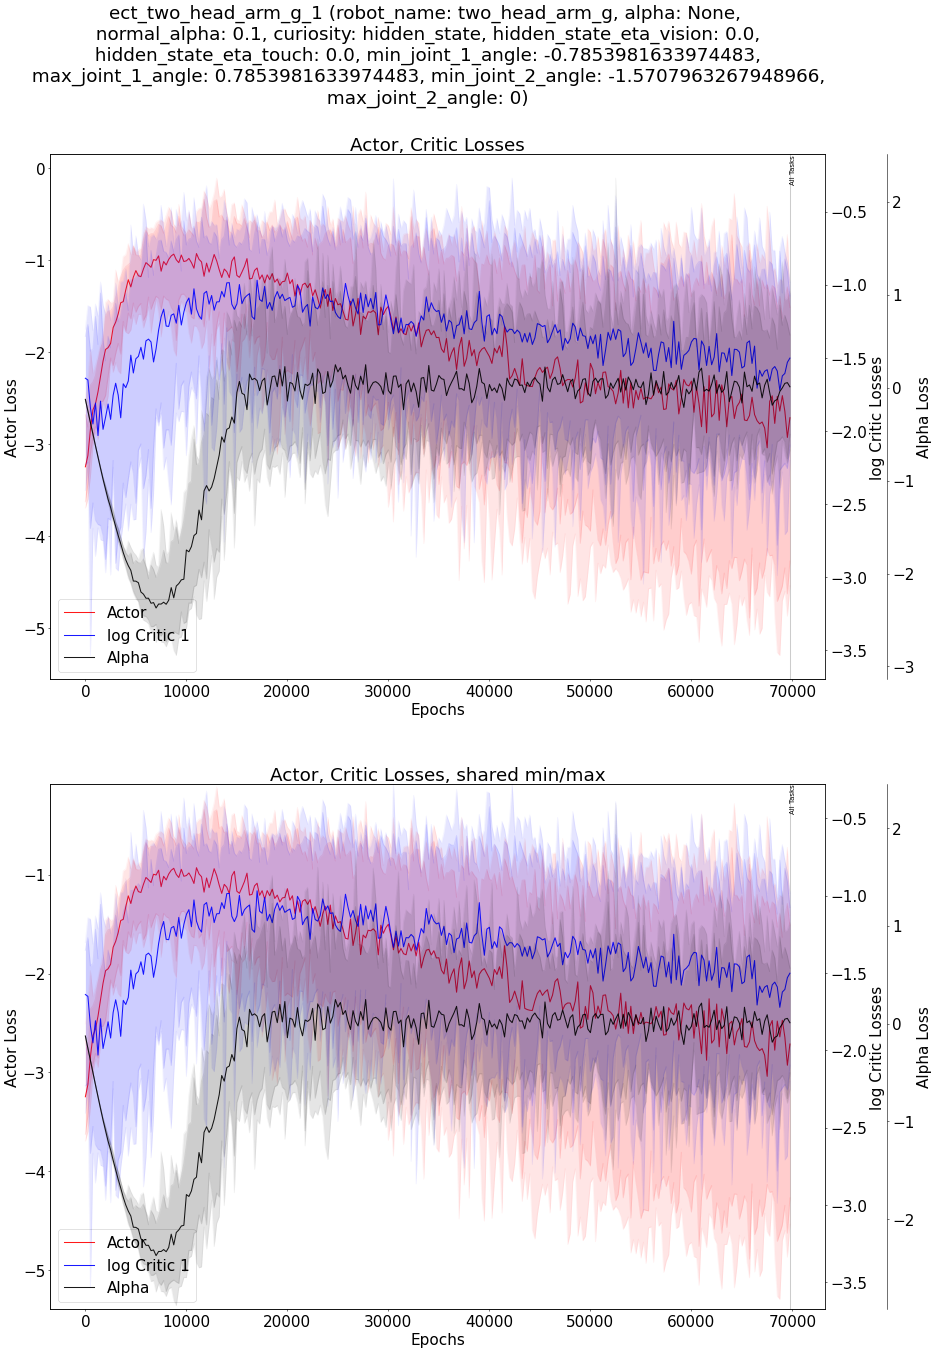 ect_two_head_arm_g_1 (robot_name: two_head_arm_g, alpha: None,
normal_alpha: 0.1, curiosity: hidden_state, hidden_state_eta_vision: 0.0,
hidden_state_eta_touch: 0.0, min_joint_1_angle: -0.7853981633974483,
max_joint_1_angle: 0.7853981633974483, min_joint_2_angle: -1.5707963267948966,
max_joint_2_angle: 0)
Actor, Critic Losses
All Tasks
0
−1
−2
−3
−4
−5
Actor Loss
−0.5
−1.0
−1.5
−2.0
−2.5
−3.0
−3.5
log Critic Losses
2
1
0
−1
−2
−3
Alpha Loss
Actor
log Critic 1
Alpha
0 10000 20000 30000 40000 50000 60000 70000
Epochs
Actor, Critic Losses, shared min/max
All Tasks
−1
−2
−3
−4
−5
Actor Loss
−0.5
−1.0
−1.5
−2.0
−2.5
−3.0
−3.5
log Critic Losses
2
1
0
−1
−2
Alpha Loss
Actor
log Critic 1
Alpha
0 10000 20000 30000 40000 50000 60000 70000
Epochs